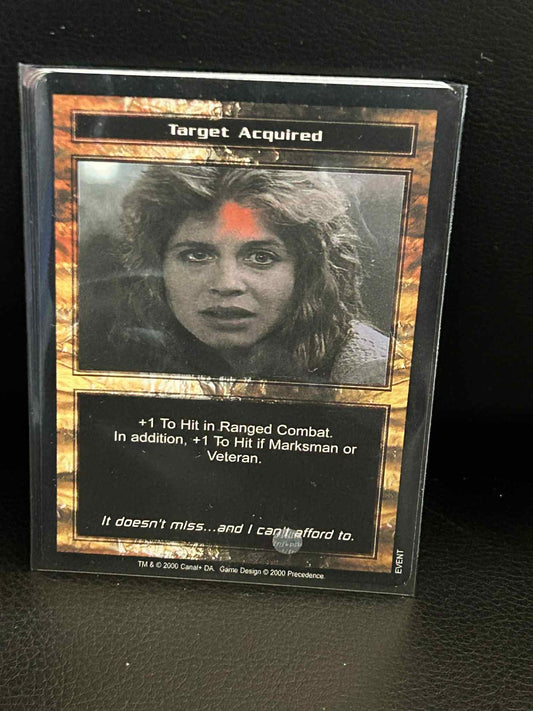 Target Acquired
+1 To Hit in Ranged Combat.
In addition, +1 To Hit if Marksman or
Veteran.
It doesn't miss...and I can't afford to.
TM & © 2000 Canal+ DA. Game Design © 2000 Precedence.
EVENT